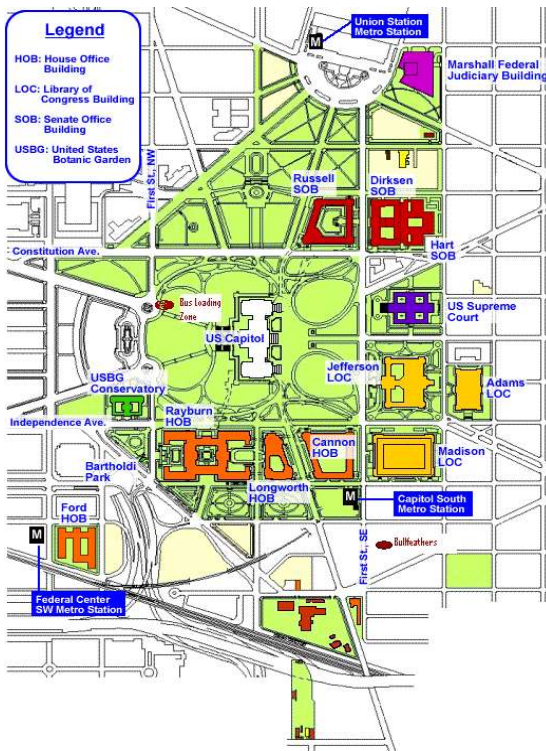 Legend
HOB: House Office
Building
LOC: Library of
Congress Building
SOB: Senate Office
Building
USBG: United States
Botanic Garden
M
Union Station
Metro Station
Marshall Federal
Judiciary Building
First St., NW
Russell
SOB
Dirksen
SOB
Hart
SOB
Constitution Ave.
Bus Loading
Zone
US Capitol
US Supreme
Court
USBG
Conservatory
Jefferson
LOC
Adams
LOC
Independence Ave.
Rayburn
HOB
Cannon
HOB
Madison
LOC
Bartholdi
Park
Longworth
HOB
M
Capitol South
Metro Station
Ford
HOB
M
First St., SE
Bullfeathers
Federal Center
SW Metro Station